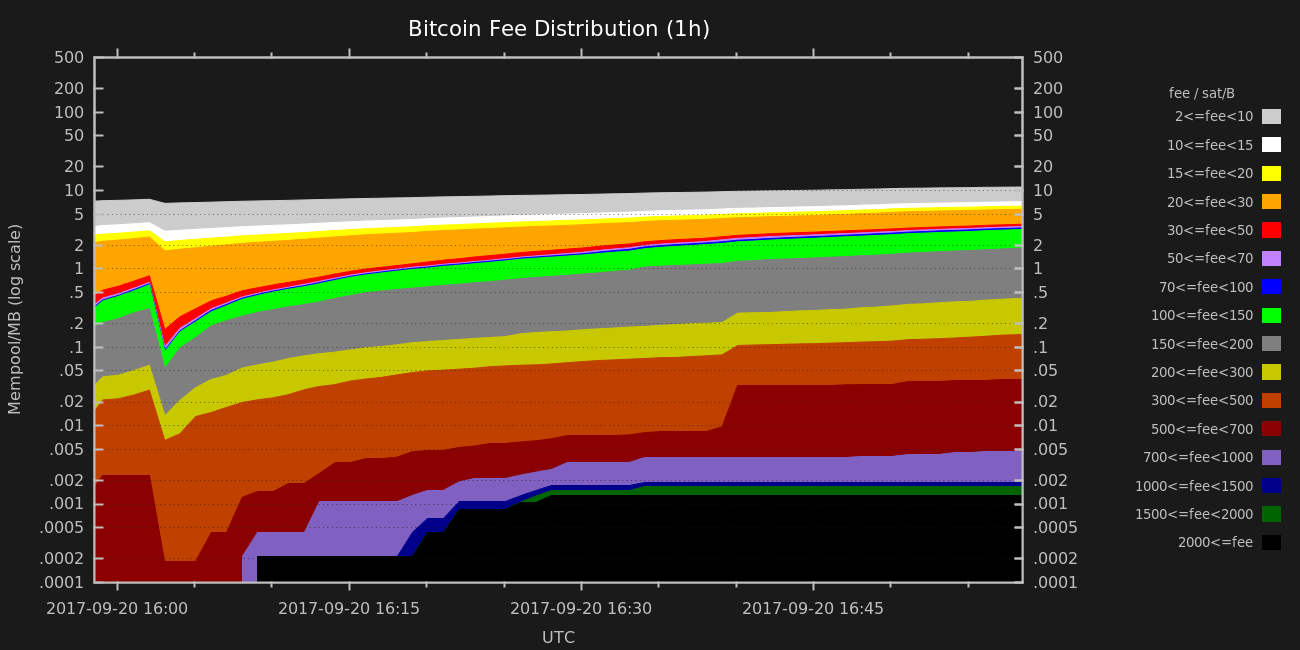 Bitcoin Fee Distribution (1h)
Mempool/MB (log scale)
500
200
100
50
20
10
5
2
1
.5
.2
.1
.05
.02
.01
.005
.002
.001
.0005
.0002
.0001
500
200
100
50
20
10
5
2
1
.5
.2
.1
.05
.02
.01
.005
.002
.001
.0005
.0002
.0001
2017-09-20 16:00
2017-09-20 16:15
2017-09-20 16:30
2017-09-20 16:45
UTC
fee / sat/B
2<=fee<10
10<=fee<15
15<=fee<20
20<=fee<30
30<=fee<50
50<=fee<70
70<=fee<100
100<=fee<150
150<=fee<200
200<=fee<300
300<=fee<500
500<=fee<700
700<=fee<1000
1000<=fee<1500
1500<=fee<2000
2000<=fee